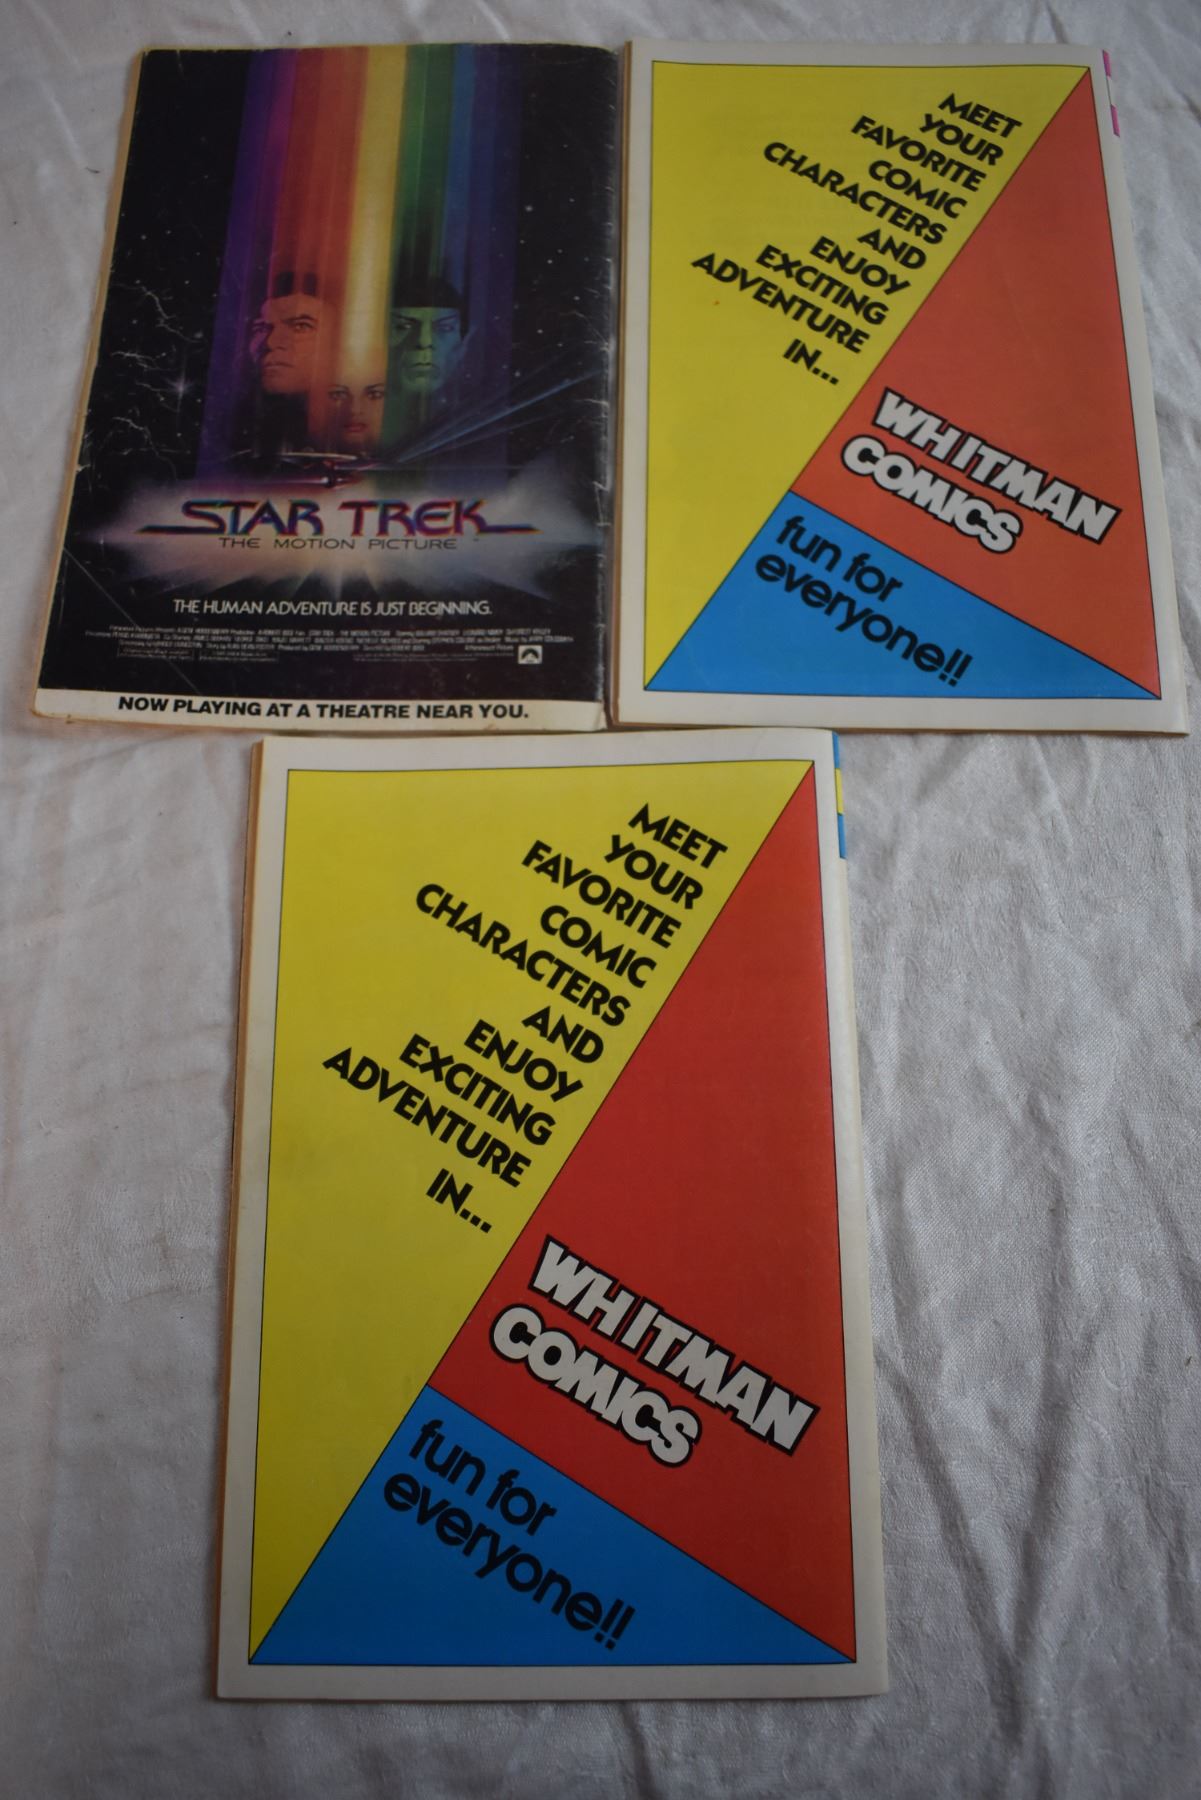 STAR TREK
THE MOTION PICTURE
THE HUMAN ADVENTURE IS JUST BEGINNING.
NOW PLAYING AT A THEATRE NEAR YOU.
MEET
YOUR
FAVORITE
COMIC
CHARACTERS
AND
ENJOY
EXCITING
ADVENTURE
IN...
WHITMAN
COMICS
fun for
everyone!!
MEET
YOUR
FAVORITE
COMIC
CHARACTERS
AND
ENJOY
EXCITING
ADVENTURE
IN...
WHITMAN
COMICS
fun for
everyone!!